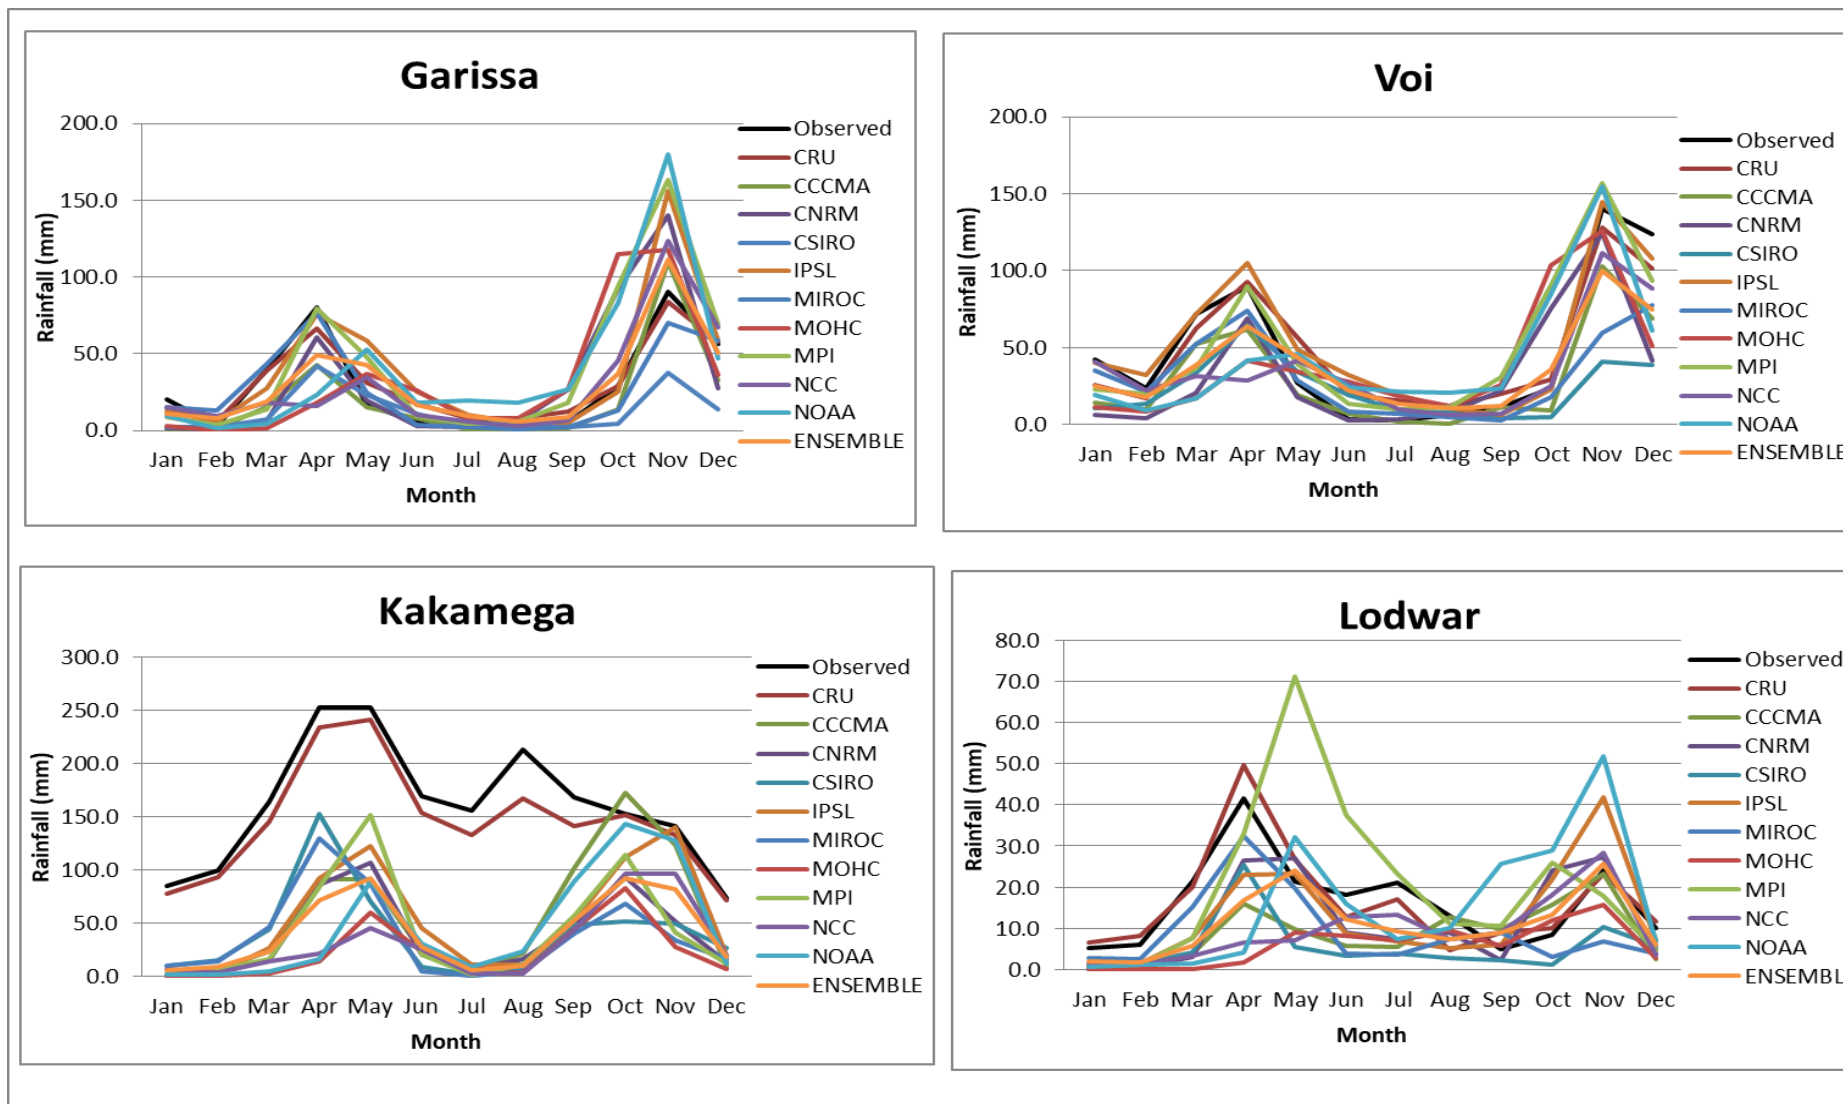 Garissa
200.0
150.0
100.0
50.0
0.0
Rainfall (mm)
Jan Feb Mar Apr May Jun Jul Aug Sep Oct Nov Dec
Month
Observed
CRU
CCCMA
CNRM
CSIRO
IPSL
MIROC
MOHC
MPI
NCC
NOAA
ENSEMBLE
Voi
200.0
150.0
100.0
50.0
0.0
Rainfall (mm)
Jan Feb Mar Apr May Jun Jul Aug Sep Oct Nov Dec
Month
Observed
CRU
CCCMA
CNRM
CSIRO
IPSL
MIROC
MOHC
MPI
NCC
NOAA
ENSEMBLE
Kakamega
300.0
250.0
200.0
150.0
100.0
50.0
0.0
Rainfall (mm)
Jan Feb Mar Apr May Jun Jul Aug Sep Oct Nov Dec
Month
Observed
CRU
CCCMA
CNRM
CSIRO
IPSL
MIROC
MOHC
MPI
NCC
NOAA
ENSEMBLE
Lodwar
80.0
70.0
60.0
50.0
40.0
30.0
20.0
10.0
0.0
Rainfall (mm)
Jan Feb Mar Apr May Jun Jul Aug Sep Oct Nov Dec
Month
Observed
CRU
CCCMA
CNRM
CSIRO
IPSL
MIROC
MOHC
MPI
NCC
NOAA
ENSEMBL